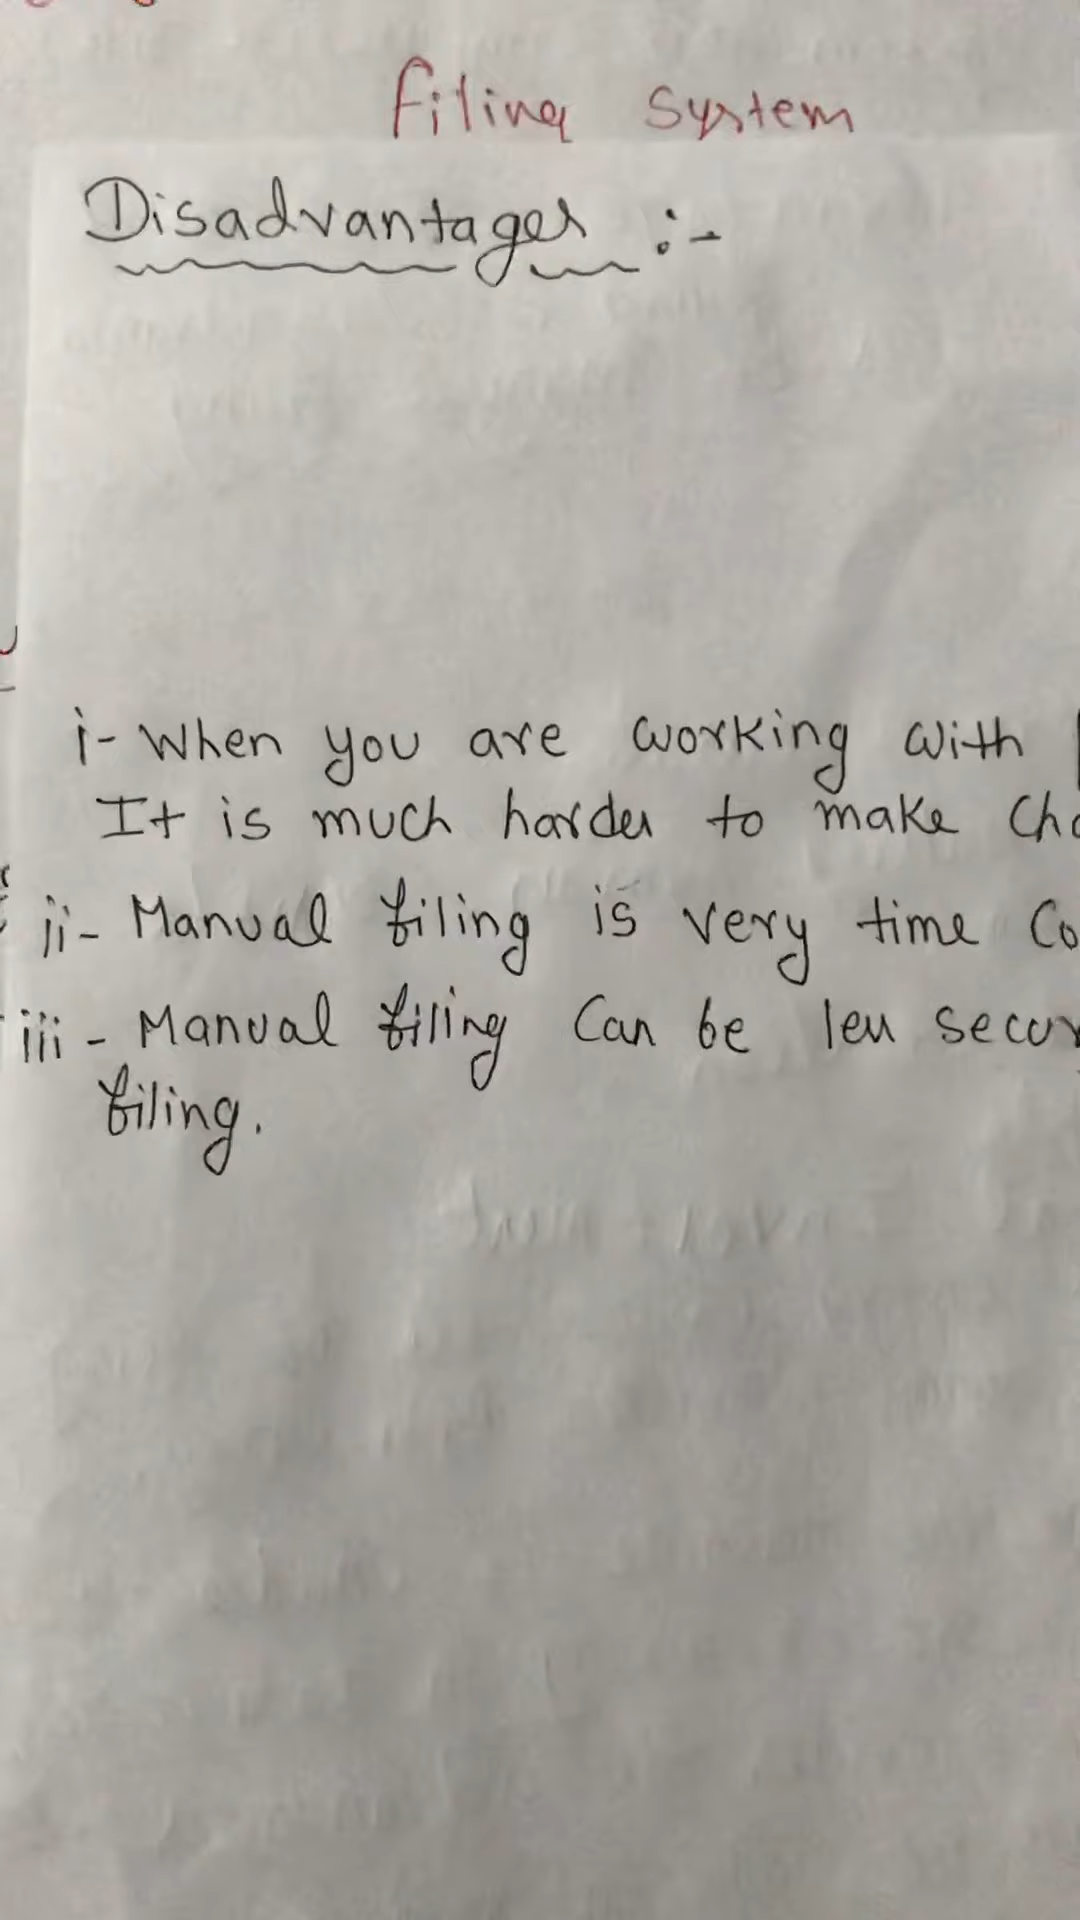 Filing System
Disadvantages :-
i- When you are working with
It is much harder to make
ii- Manual filing is very time
iii- Manual filing Can be less
filing.